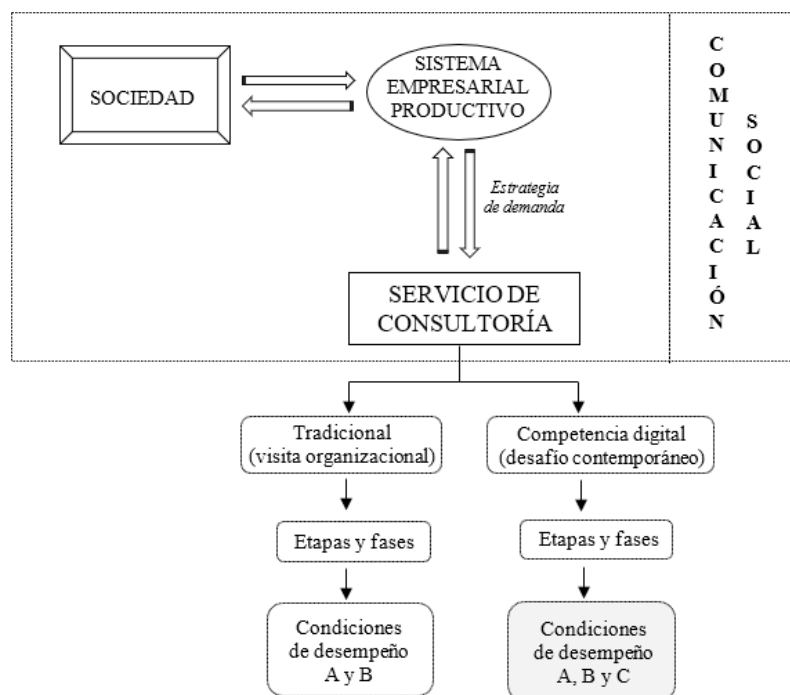 SOCIEDAD
SISTEMA
EMPRESARIAL
PRODUCTIVO
COMUNICACIÓN
SOCIAL
Estrategia
de demanda
SERVICIO DE
CONSULTORÍA
Tradicional
(visita organizacional)
Competencia digital
(desafío contemporáneo)
Etapas y fases
Etapas y fases
Condiciones
de desempeño
A y B
Condiciones
de desempeño
A, B y C